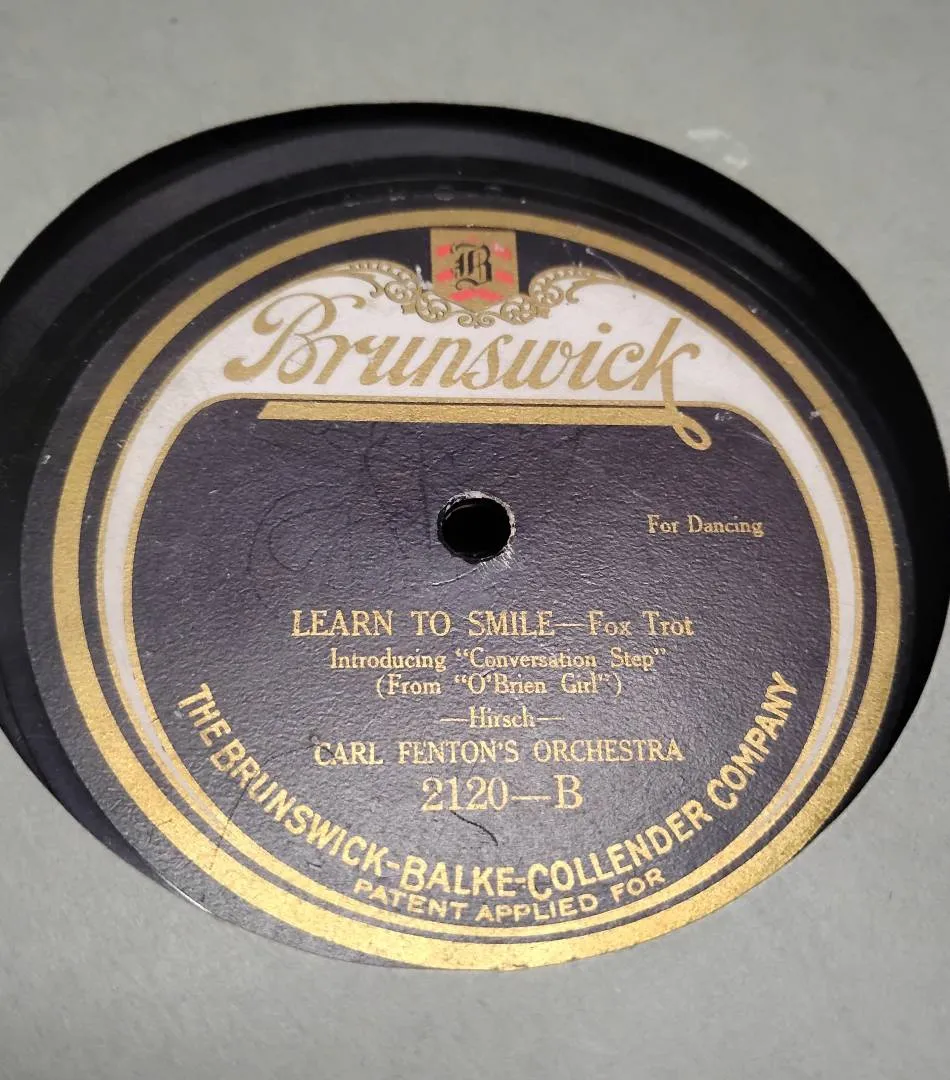 B
Brunswick
For Dancing
LEARN TO SMILE—Fox Trot
Introducing "Conversation Step"
(From "O'Brien Girl")
—Hirsch—
CARL FENTON'S ORCHESTRA
2120—B
THE BRUNSWICK-BALKE-COLLENDER COMPANY
PATENT APPLIED FOR